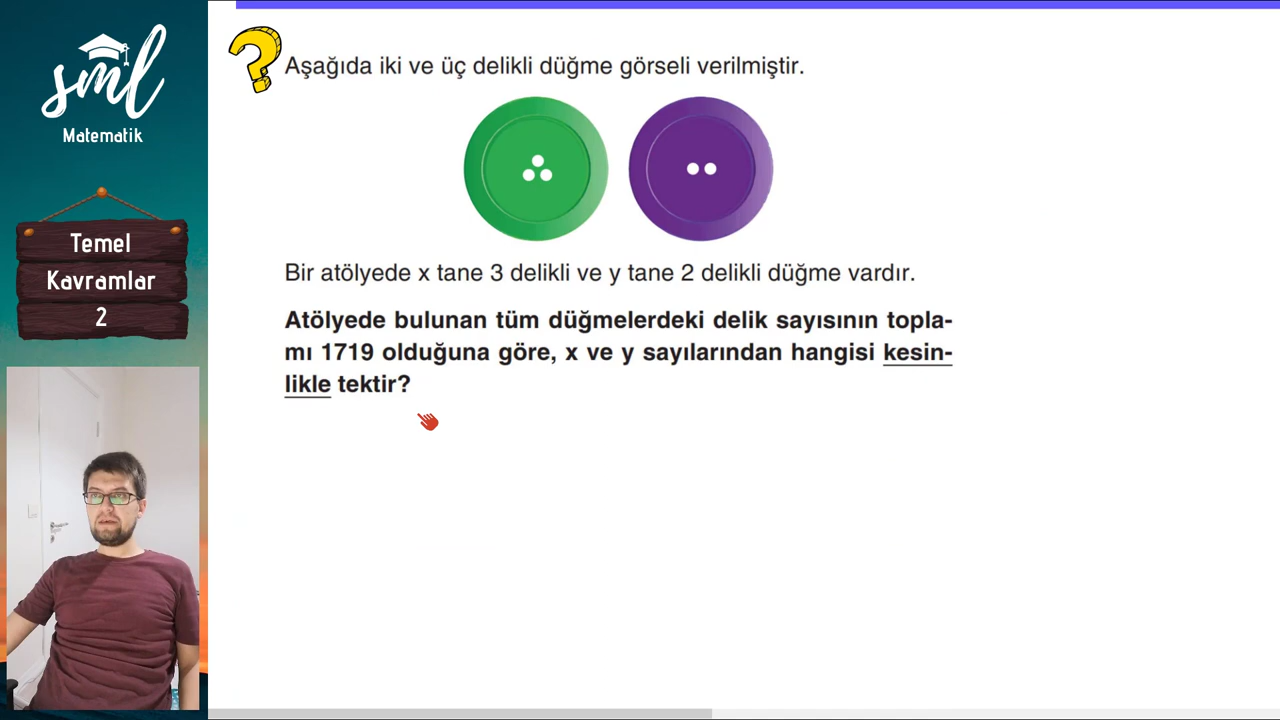 sml
Matematik
Temel
Kavramlar
2
Aşağıda iki ve üç delikli düğme görseli verilmiştir.
Bir atölyede x tane 3 delikli ve y tane 2 delikli düğme vardır.
Atölyede bulunan tüm düğmelerdeki delik sayısının topla-
mı 1719 olduğuna göre, x ve y sayılarından hangisi kesin-
likle tektir?